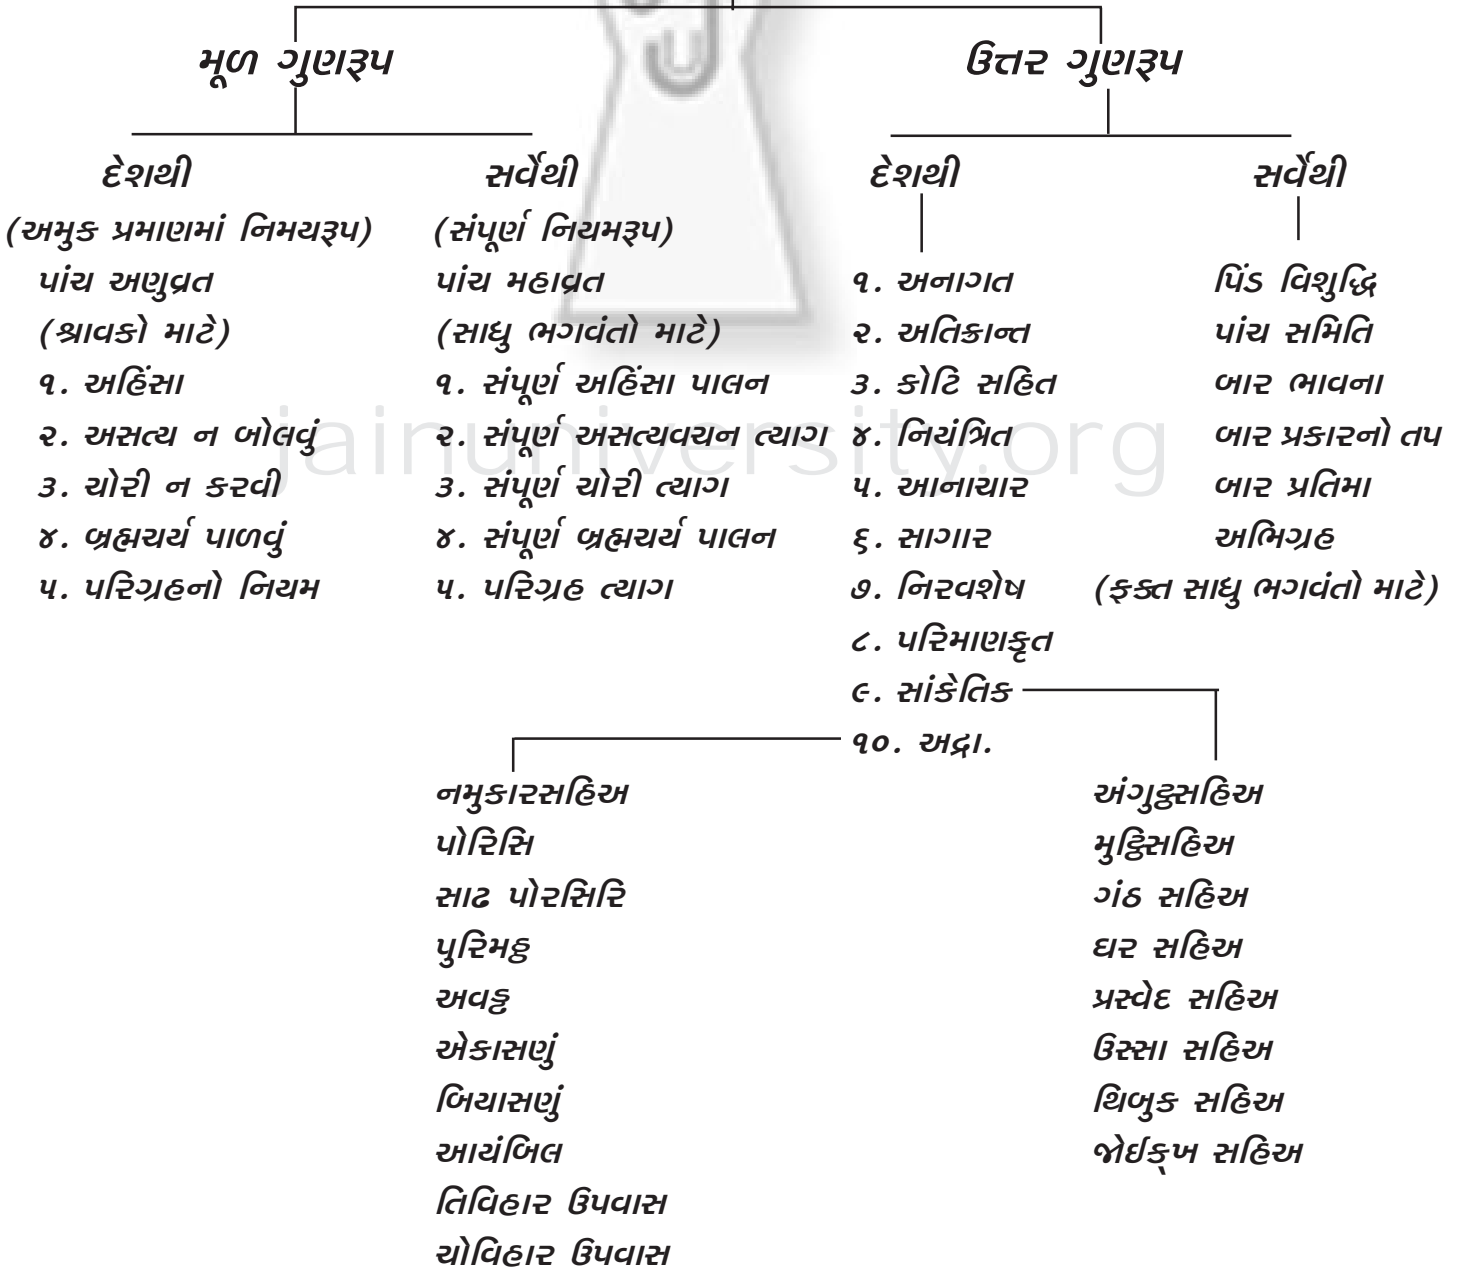 મૂળ ગુણરૂપ
દેશથી
(અમુક પ્રમાણમાં નિમયરૂપ)
પાંચ અણુવ્રત
(શ્રાવકો માટે)
૧. અહિંસા
૨. અસત્ય ન બોલવું
૩. ચોરી ન કરવી
૪. બ્રહ્મચર્ય પાળવું
૫. પરિગ્રહનો નિયમ
સર્વેથી
(સંપૂર્ણ નિયમરૂપ)
પાંચ મહાવ્રત
(સાધુ ભગવંતો માટે)
૧. સંપૂર્ણ અહિંસા પાલન
૨. સંપૂર્ણ અસત્યવચન ત્યાગ
૩. સંપૂર્ણ ચોરી ત્યાગ
૪. સંપૂર્ણ બ્રહ્મચર્ય પાલન
૫. પરિગ્રહ ત્યાગ
ઉત્તર ગુણરૂપ
દેશથી
૧. અનાગત
૨. અતિક્રાન્ત
૩. કોટિ સહિત
૪. નિયંત્રિત
૫. આનાચાર
૬. સાગાર
૭. નિરવશેષ
૮. પરિમાણકૃત
૯. સાંકેતિક
૧૦. અદ્રા.
સર્વેથી
પિંડ વિશુદ્ધિ
પાંચ સમિતિ
બાર ભાવના
બાર પ્રકારનો તપ
બાર પ્રતિમા
અભિગ્રહ
(ફક્ત સાધુ ભગવંતો માટે)
નમુકારસહિઅ
પોરિસિ
સાઢ પોરસિરિ
પુરિમઠ્ઠ
અવઠ્ઠ
એકાસણું
બિયાસણું
આયંબિલ
તિવિહાર ઉપવાસ
ચોવિહાર ઉપવાસ
અંગુઠ્ઠસહિઅ
મુઠ્ઠિસહિઅ
ગંઠ સહિઅ
ઘર સહિઅ
પ્રસ્વેદ સહિઅ
ઉસ્સા સહિઅ
થિબુક સહિઅ
જોઈક્ખ સહિઅ
jainuniversity.org